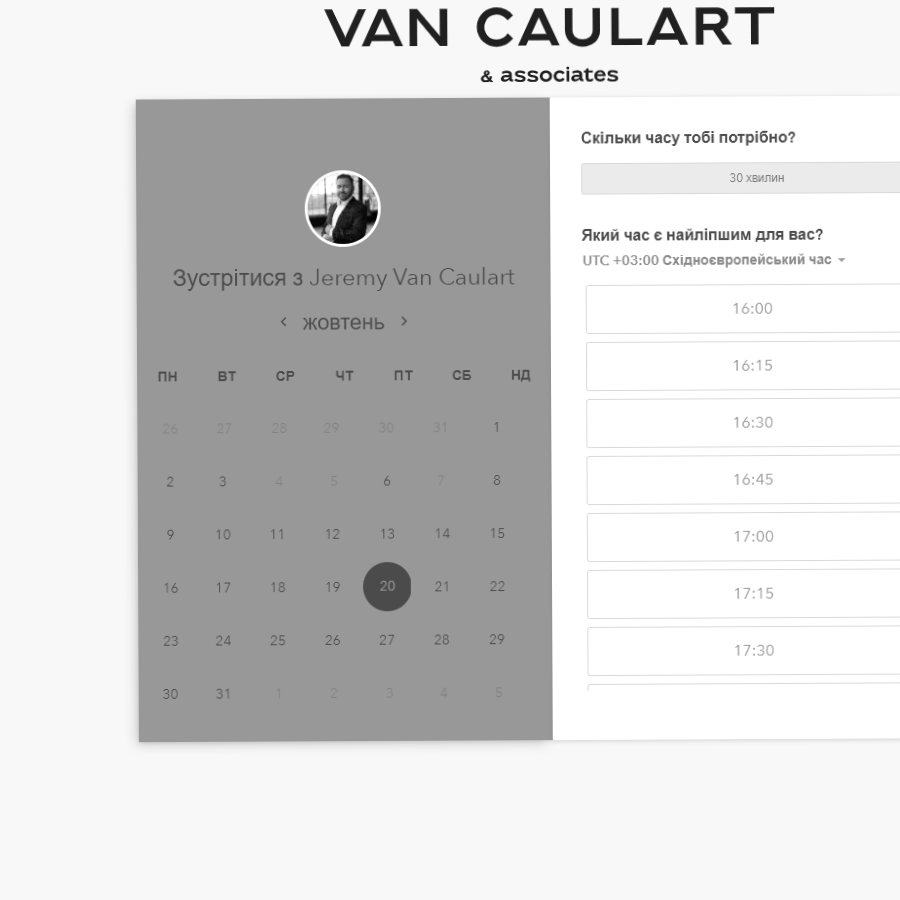 VAN CAULART
& associates
Зустрітися з Jeremy Van Caulart
жовтень
ПН ВТ СР ЧТ ПТ СБ НД
26 27 28 29 30 31 1
2 3 4 5 6 7 8
9 10 11 12 13 14 15
16 17 18 19 20 21 22
23 24 25 26 27 28 29
30 31 1 2 3 4 5
Скільки часу тобі потрібно?
30 хвилин
Який час є найліпшим для вас?
UTC +03:00 Східноєвропейський час
16:00
16:15
16:30
16:45
17:00
17:15
17:30